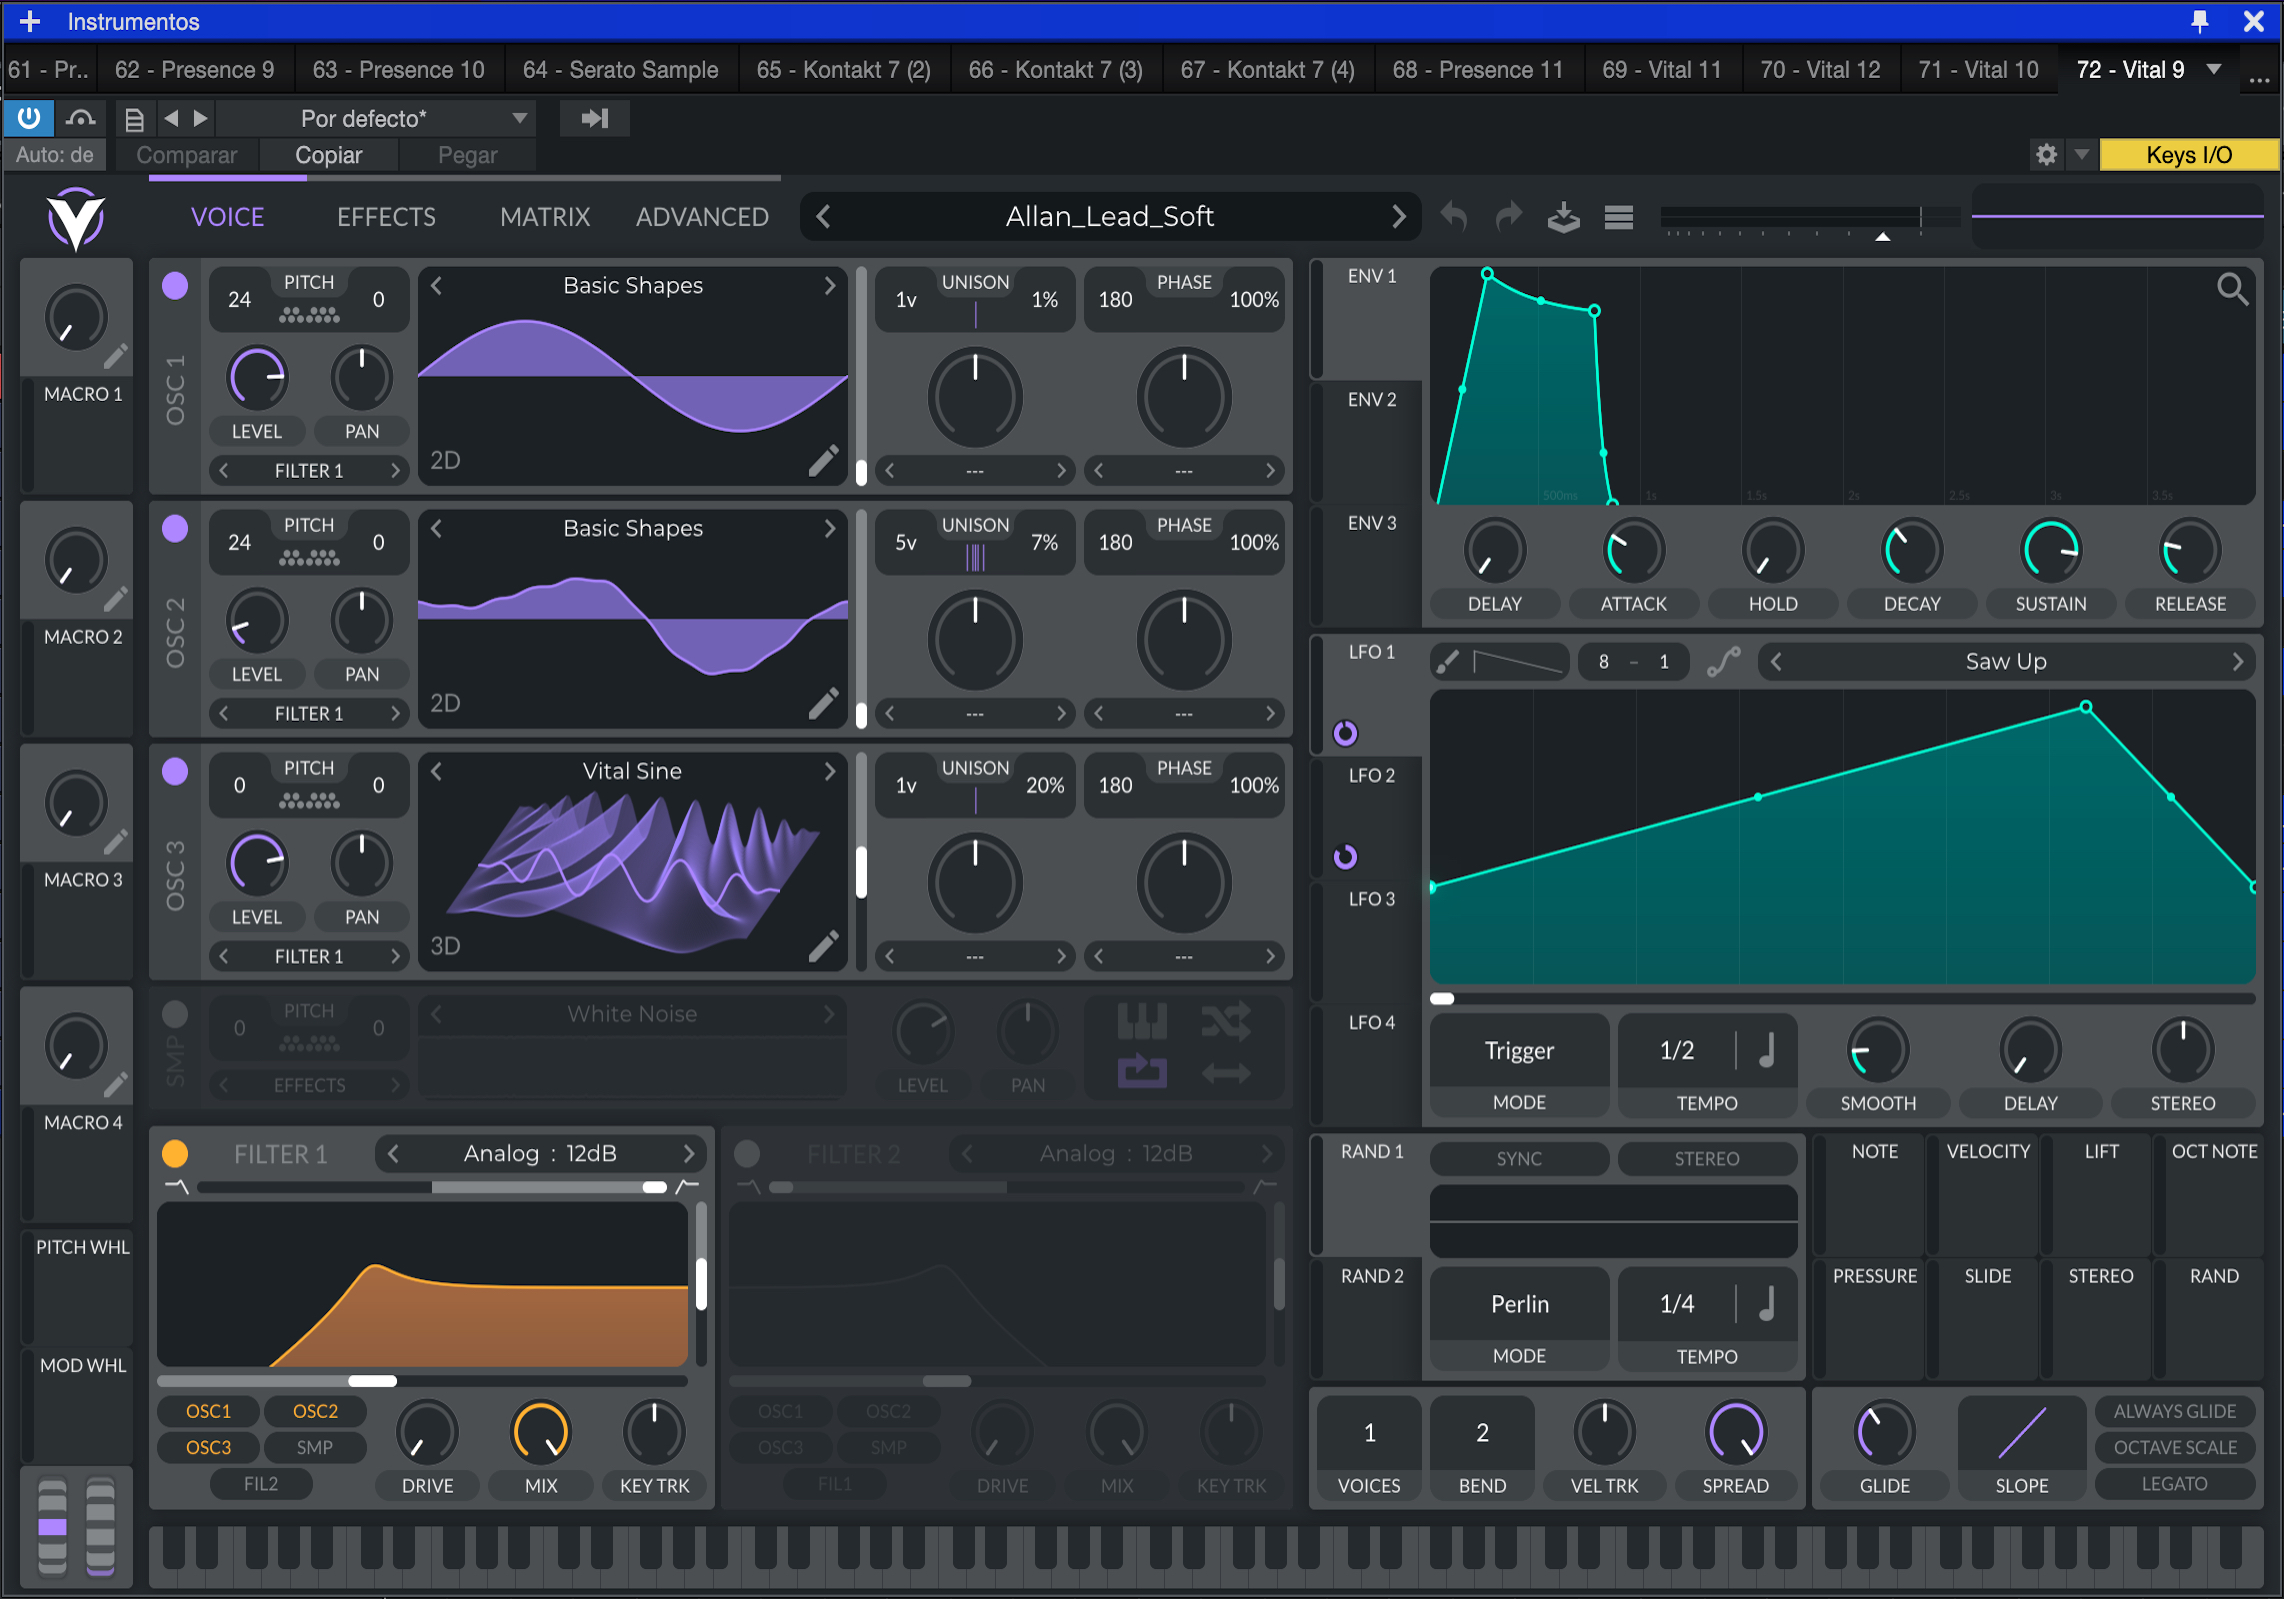 Instrumentos
61 - Pr.. 62 - Presence 9 63 - Presence 10 64 - Serato Sample 65 - Kontakt 7 (2) 66 - Kontakt 7 (3) 67 - Kontakt 7 (4) 68 - Presence 11 69 - Vital 11 70 - Vital 12 71 - Vital 10 72 - Vital 9 ...
Por defecto*
Auto: de Comparar Copiar Pegar Keys I/O
VOICE EFFECTS MATRIX ADVANCED Allan_Lead_Soft
MACRO 1
MACRO 2
MACRO 3
MACRO 4
PITCH WHL
MOD WHL
OSC 1
24 PITCH 0 Basic Shapes 1v UNISON 1% 180 PHASE 100%
LEVEL PAN
FILTER 1 2D --- ---
OSC 2
24 PITCH 0 Basic Shapes 5v UNISON 7% 180 PHASE 100%
LEVEL PAN
FILTER 1 2D --- ---
OSC 3
0 PITCH 0 Vital Sine 1v UNISON 20% 180 PHASE 100%
LEVEL PAN
FILTER 1 3D --- ---
SMP
0 PITCH 0 White Noise
EFFECTS LEVEL PAN
FILTER 1 Analog : 12dB
OSC1 OSC2
OSC3 SMP
FIL2 DRIVE MIX KEY TRK
FILTER 2 Analog : 12dB
OSC1 OSC2
OSC3 SMP
FIL1 DRIVE MIX KEY TRK
ENV 1
ENV 2
ENV 3
500ms 1s 1.5s 2s 2.5s 3s 3.5s
DELAY ATTACK HOLD DECAY SUSTAIN RELEASE
LFO 1
LFO 2
LFO 3
LFO 4
8 - 1 Saw Up
Trigger 1/2
MODE TEMPO SMOOTH DELAY STEREO
RAND 1
RAND 2
SYNC STEREO
Perlin 1/4
MODE TEMPO
NOTE VELOCITY LIFT OCT NOTE
PRESSURE SLIDE STEREO RAND
1 2
VOICES BEND VEL TRK SPREAD
GLIDE SLOPE
ALWAYS GLIDE
OCTAVE SCALE
LEGATO